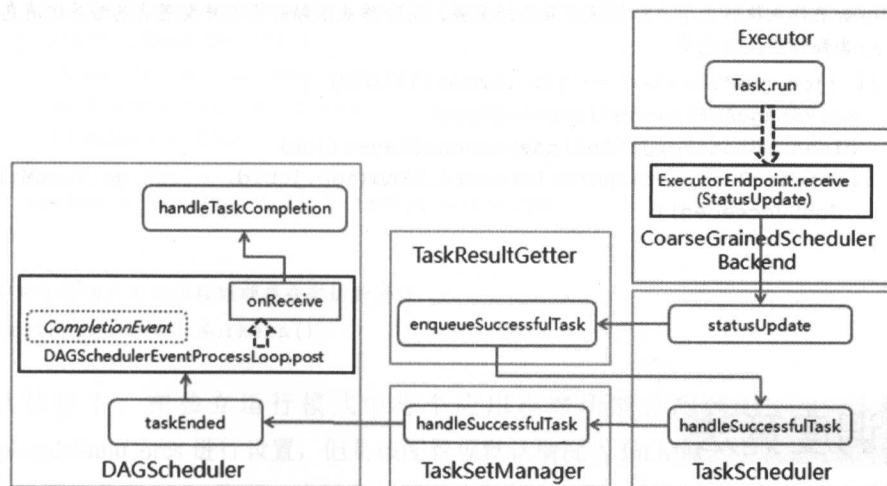 Executor
Task.run
ExecutorEndpoint.receive
(StatusUpdate)
CoarseGrainedScheduler
Backend
handleTaskCompletion
TaskResultGetter
onReceive
CompletionEvent
DAGSchedulerEventProcessLoop.post
enqueueSuccessfulTask
statusUpdate
taskEnded
handleSuccessfulTask
handleSuccessfulTask
DAGScheduler
TaskSetManager
TaskScheduler